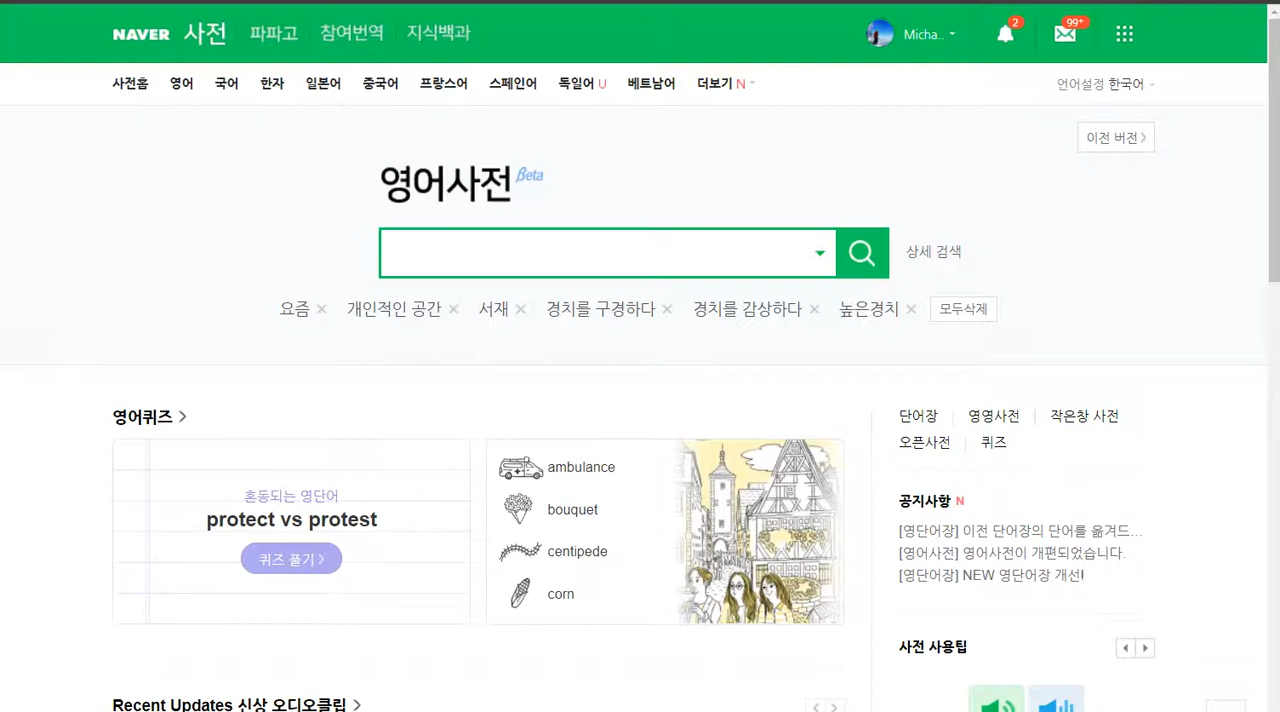 NAVER 사전 파파고 참여번역 지식백과 Micha.. 2 99+
사전홈 영어 국어 한자 일본어 중국어 프랑스어 스페인어 독일어 U 베트남어 더보기 N 언어설정 한국어
이전 버전
영어사전 Beta
상세 검색
요즘 개인적인 공간 서재 경치를 구경하다 경치를 감상하다 높은경치 모두삭제
영어퀴즈
혼동되는 영단어
protect vs protest
퀴즈 풀기
ambulance
bouquet
centipede
corn
단어장 영영사전 작은창 사전
오픈사전 퀴즈
공지사항 N
[영단어장] 이전 단어장의 단어를 옮겨드...
[영어사전] 영어사전이 개편되었습니다.
[영단어장] NEW 영단어장 개선!
사전 사용팁
Recent Updates 신상 오디오클립